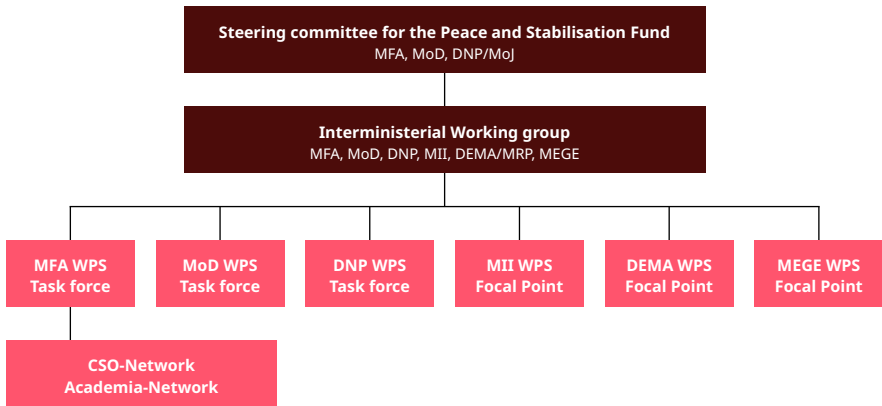 Steering committee for the Peace and Stabilisation Fund
MFA, MoD, DNP/MoJ
Interministerial Working group
MFA, MoD, DNP, MII, DEMA/MRP, MEGE
MFA WPS
Task force
MoD WPS
Task force
DNP WPS
Task force
MII WPS
Focal Point
DEMA WPS
Focal Point
MEGE WPS
Focal Point
CSO-Network
Academia-Network